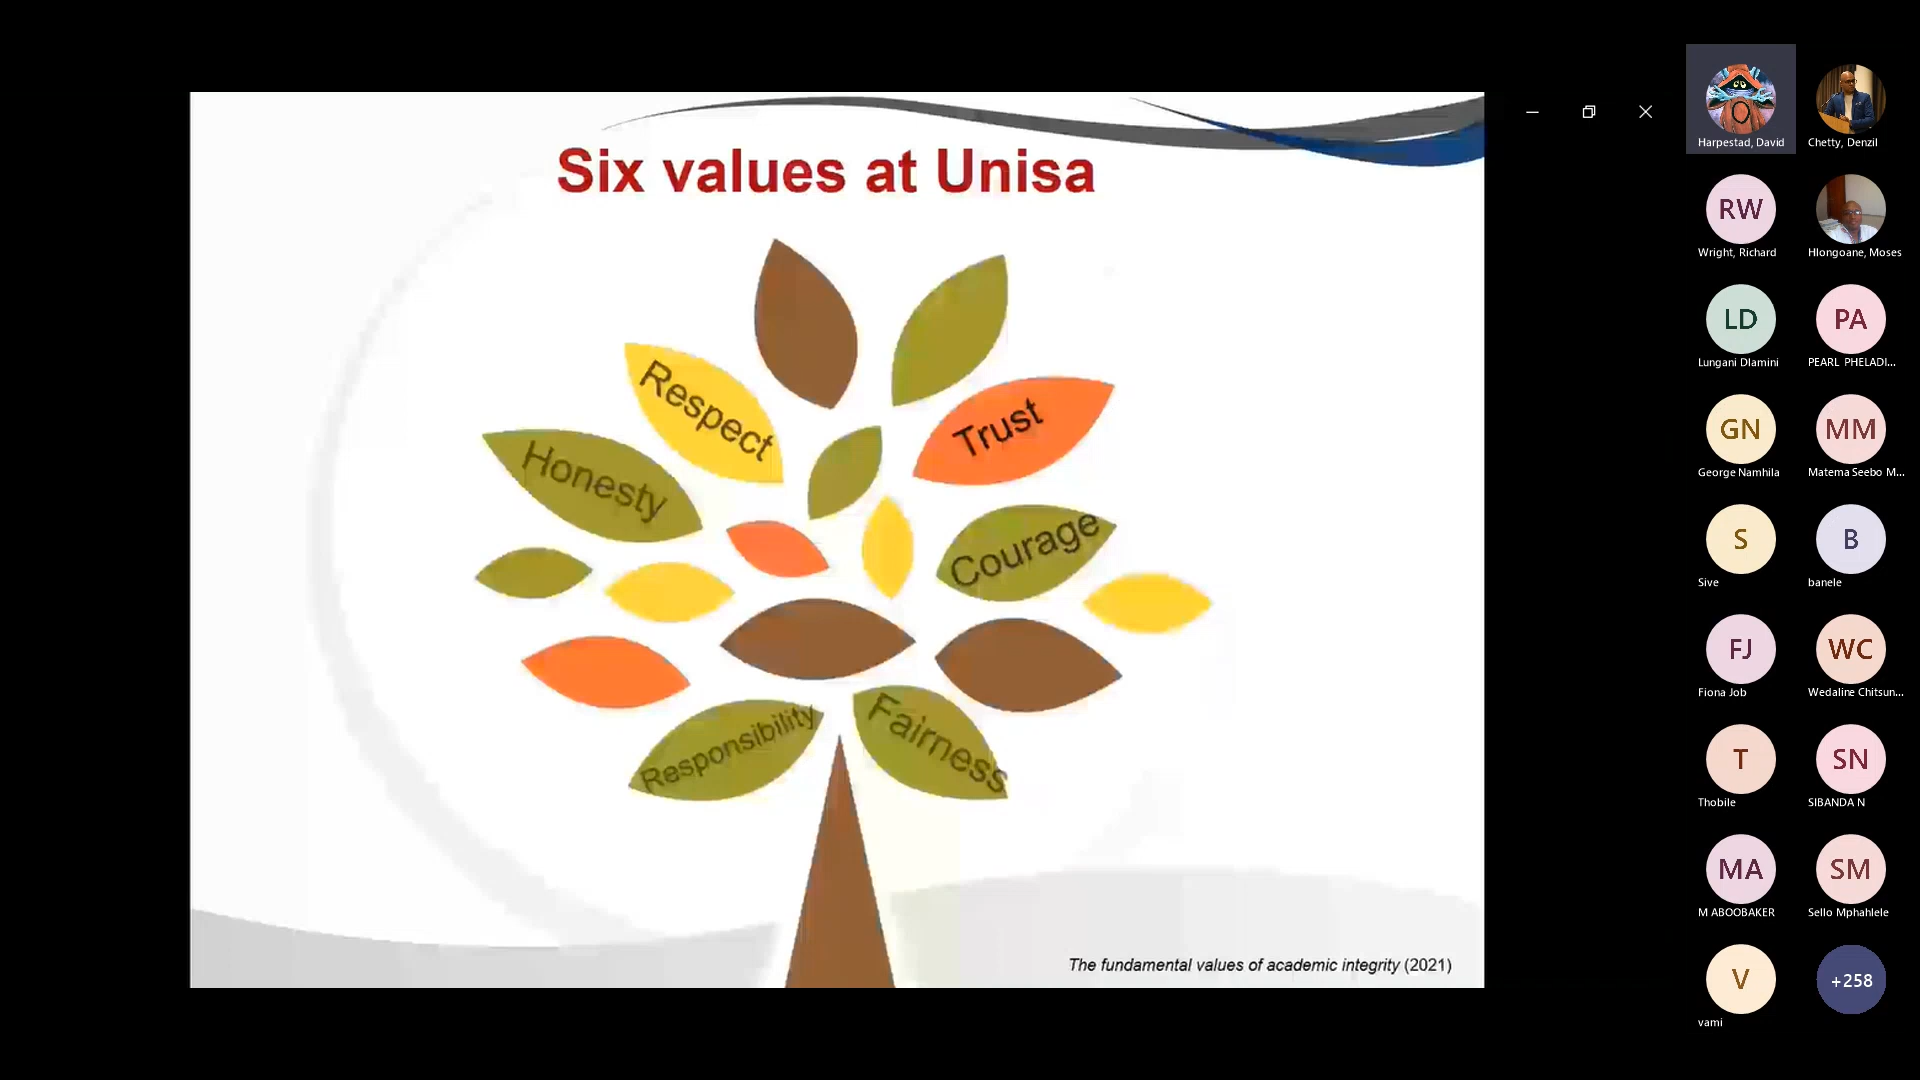 Six values at Unisa
Respect
Trust
Honesty
Courage
Responsibility
Fairness
The fundamental values of academic integrity (2021)
Harpestad, David
Chetty, Denzil
RW
Wright, Richard
Hlongoane, Moses
LD
Lungani Dlamini
PA
PEARL PHELADI...
GN
George Namhila
MM
Matema Seebo M...
S
Sive
B
banele
FJ
Fiona Job
WC
Wedaline Chitsun...
T
Thobile
SN
SIBANDA N
MA
M ABOOBAKER
SM
Sello Mphahlele
V
vami
+258